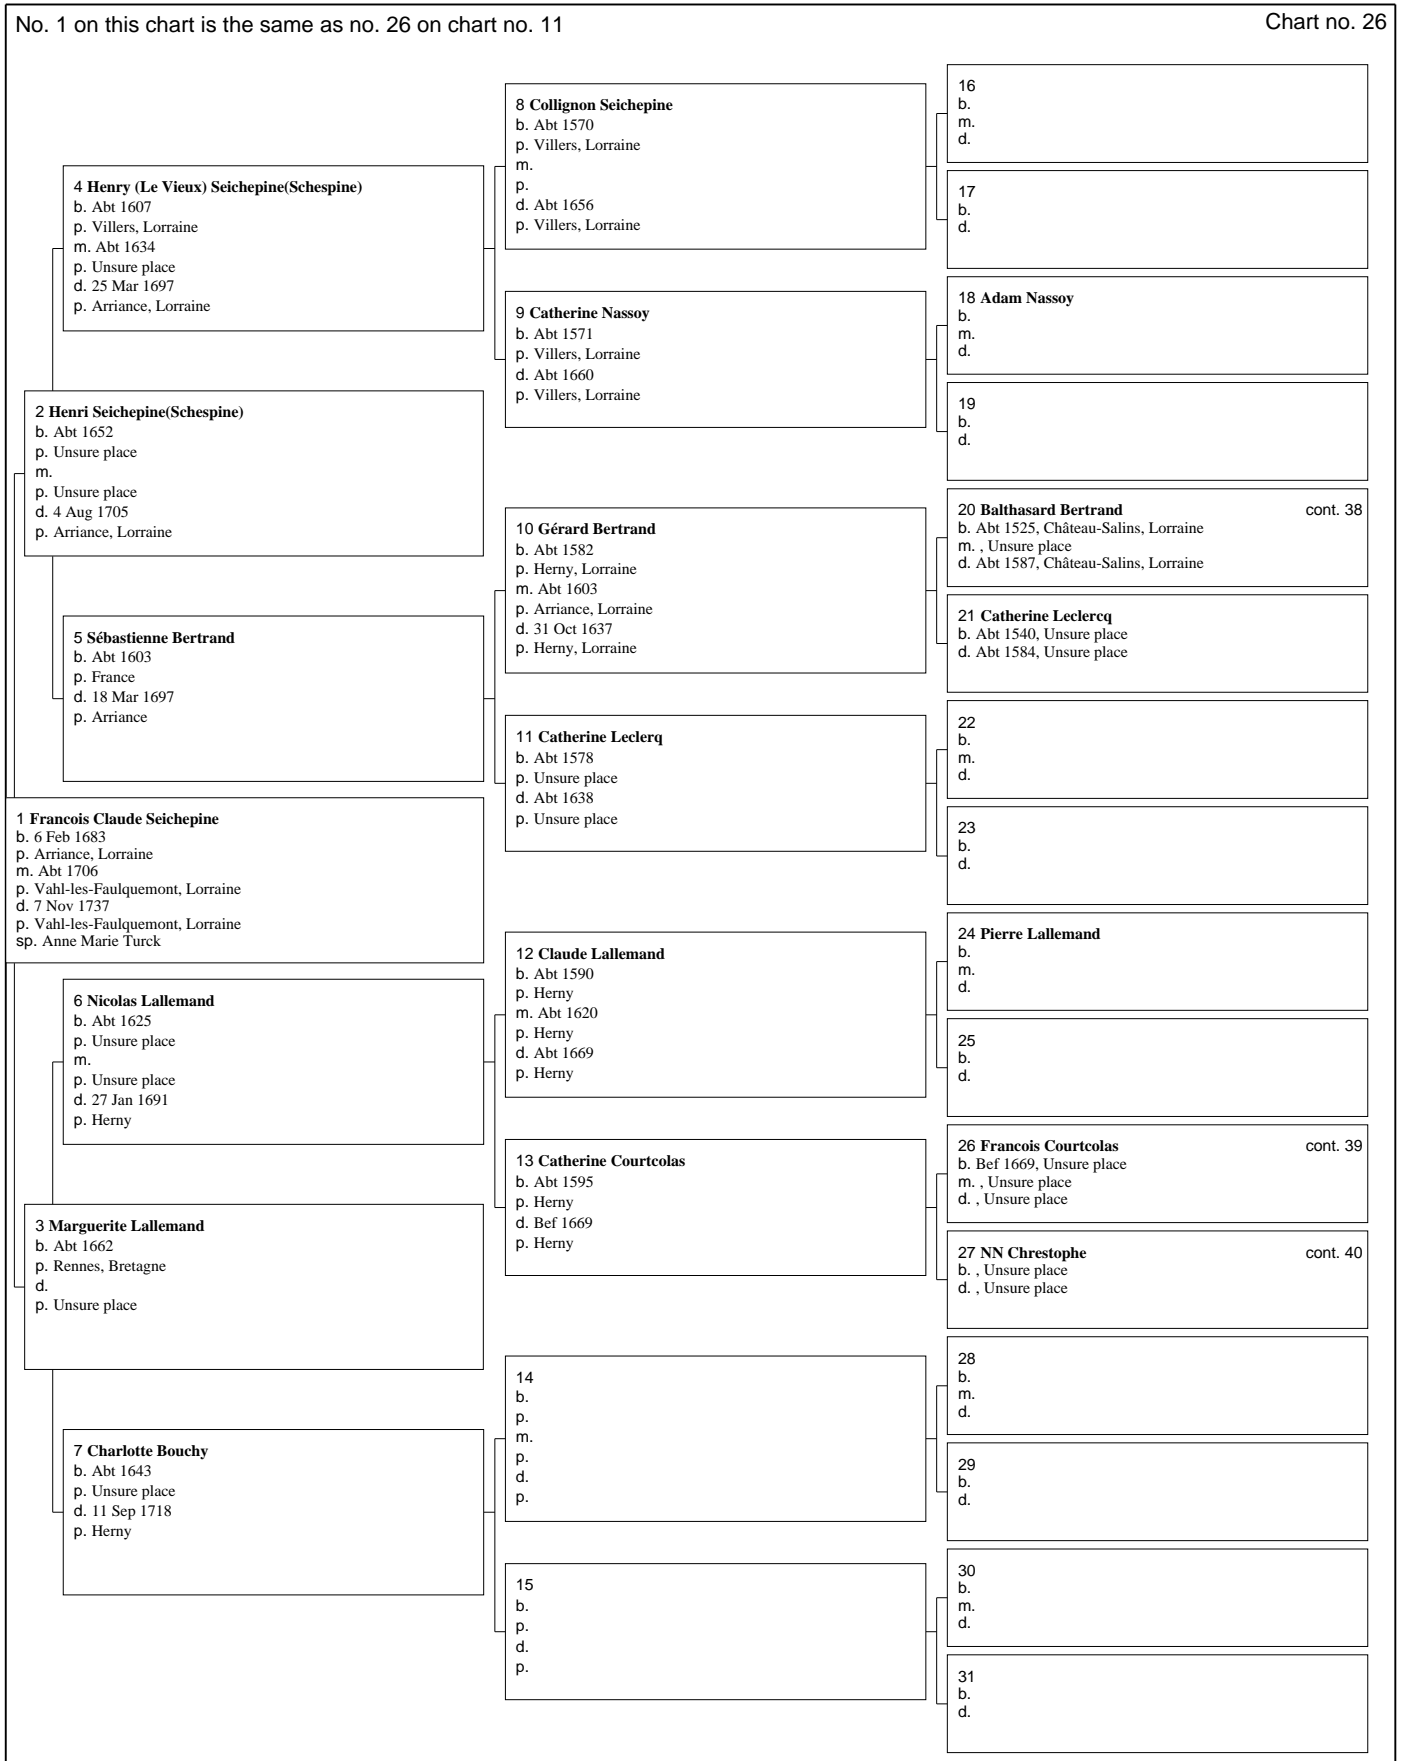 No. 1 on this chart is the same as no. 26 on chart no. 11
Chart no. 26
1 Francois Claude Seichepine
b. 6 Feb 1683
p. Arriance, Lorraine
m. Abt 1706
p. Vahl-les-Faulquemont, Lorraine
d. 7 Nov 1737
p. Vahl-les-Faulquemont, Lorraine
sp. Anne Marie Turck
2 Henri Seichepine(Schespine)
b. Abt 1652
p. Unsure place
m.
p. Unsure place
d. 4 Aug 1705
p. Arriance, Lorraine
3 Marguerite Lallemand
b. Abt 1662
p. Rennes, Bretagne
d.
p. Unsure place
4 Henry (Le Vieux) Seichepine(Schespine)
b. Abt 1607
p. Villers, Lorraine
m. Abt 1634
p. Unsure place
d. 25 Mar 1697
p. Arriance, Lorraine
5 Sébastienne Bertrand
b. Abt 1603
p. France
d. 18 Mar 1697
p. Arriance
6 Nicolas Lallemand
b. Abt 1625
p. Unsure place
m.
p. Unsure place
d. 27 Jan 1691
p. Herny
7 Charlotte Bouchy
b. Abt 1643
p. Unsure place
d. 11 Sep 1718
p. Herny
8 Collignon Seichepine
b. Abt 1570
p. Villers, Lorraine
m.
p.
d. Abt 1656
p. Villers, Lorraine
9 Catherine Nassoy
b. Abt 1571
p. Villers, Lorraine
d. Abt 1660
p. Villers, Lorraine
10 Gérard Bertrand
b. Abt 1582
p. Herny, Lorraine
m. Abt 1603
p. Arriance, Lorraine
d. 31 Oct 1637
p. Herny, Lorraine
11 Catherine Leclerq
b. Abt 1578
p. Unsure place
d. Abt 1638
p. Unsure place
12 Claude Lallemand
b. Abt 1590
p. Herny
m. Abt 1620
p. Herny
d. Abt 1669
p. Herny
13 Catherine Courtcolas
b. Abt 1595
p. Herny
d. Bef 1669
p. Herny
14
b.
p.
m.
p.
d.
p.
15
b.
p.
d.
p.
16
b.
m.
d.
17
b.
d.
18 Adam Nassoy
b.
m.
d.
19
b.
d.
20 Balthasard Bertrand cont. 38
b. Abt 1525, Château-Salins, Lorraine
m. , Unsure place
d. Abt 1587, Château-Salins, Lorraine
21 Catherine Leclercq
b. Abt 1540, Unsure place
d. Abt 1584, Unsure place
22
b.
m.
d.
23
b.
d.
24 Pierre Lallemand
b.
m.
d.
25
b.
d.
26 Francois Courtcolas cont. 39
b. Bef 1669, Unsure place
m. , Unsure place
d. , Unsure place
27 NN Chrestophe cont. 40
b. , Unsure place
d. , Unsure place
28
b.
m.
d.
29
b.
d.
30
b.
m.
d.
31
b.
d.